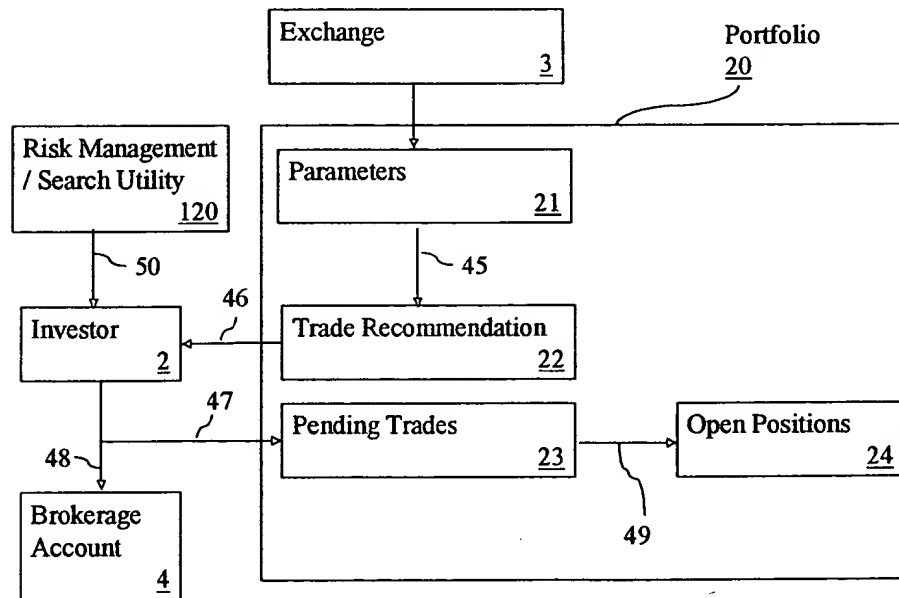 Exchange
3
Portfolio
20
Risk Management
/ Search Utility
120
Parameters
21
50
45
46
Investor
2
Trade Recommendation
22
47
Pending Trades
23
Open Positions
24
48
49
Brokerage
Account
4